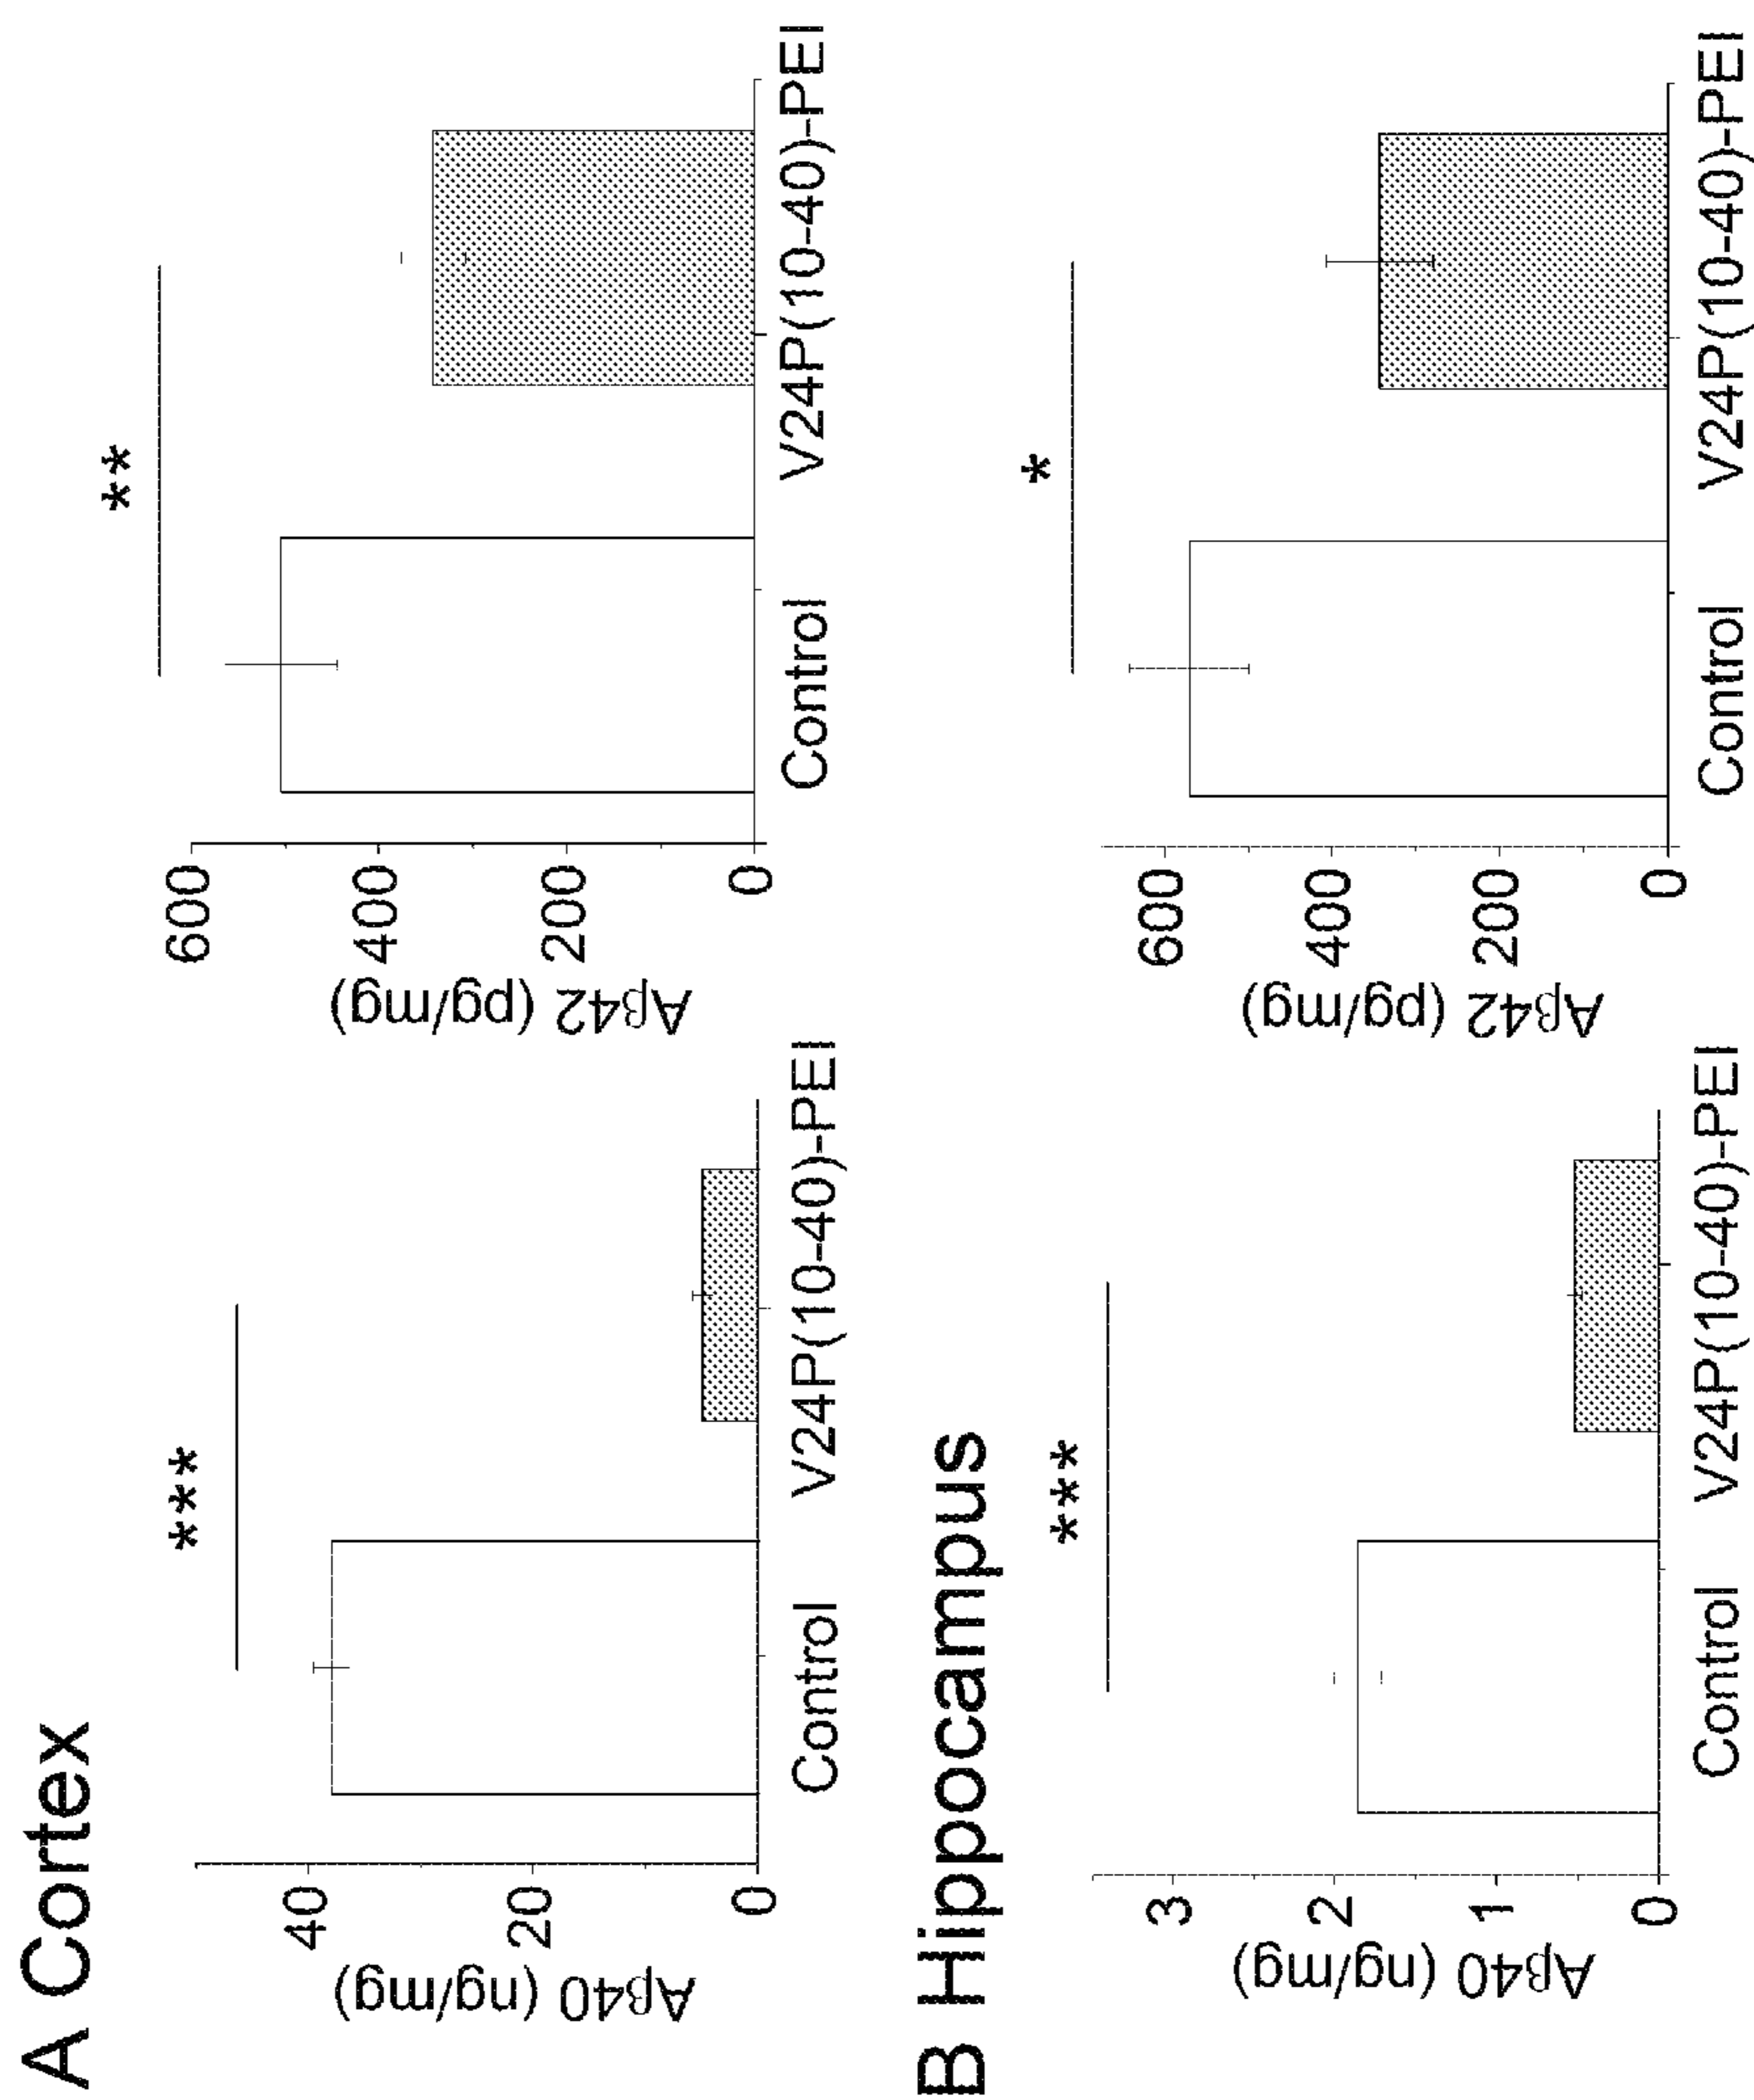 A Cortex
***
Aβ40 (ng/mg)
40
20
0
Control
V24P(10-40)-PEI
**
Aβ42 (pg/mg)
600
400
200
0
Control
V24P(10-40)-PEI
B Hippocampus
***
Aβ40 (ng/mg)
3
2
1
0
Control
V24P(10-40)-PEI
*
Aβ42 (pg/mg)
600
400
200
0
Control
V24P(10-40)-PEI